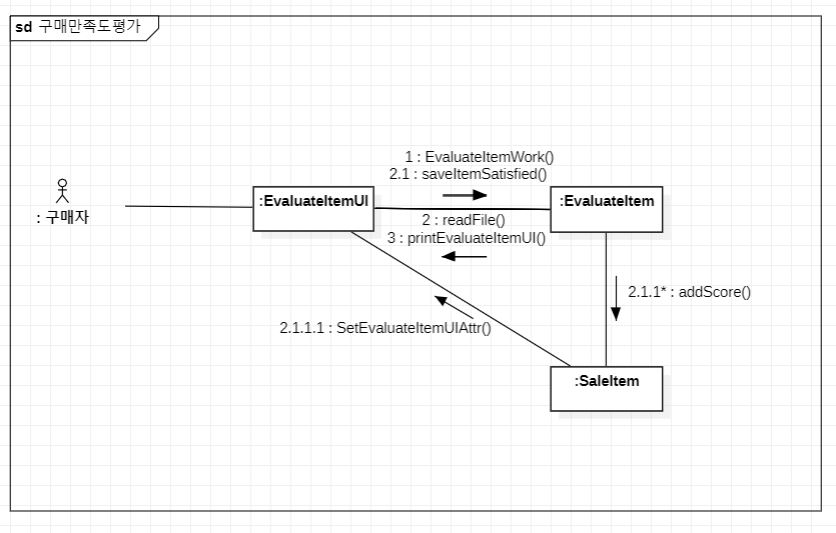 sd 구매만족도평가
1 : EvaluateItemWork()
2.1 : saveItemSatisfied()
: 구매자
:EvaluateItemUI
:EvaluateItem
2 : readFile()
3 : printEvaluateItemUI()
2.1.1* : addScore()
2.1.1.1 : SetEvaluateItemUIAttr()
:SaleItem